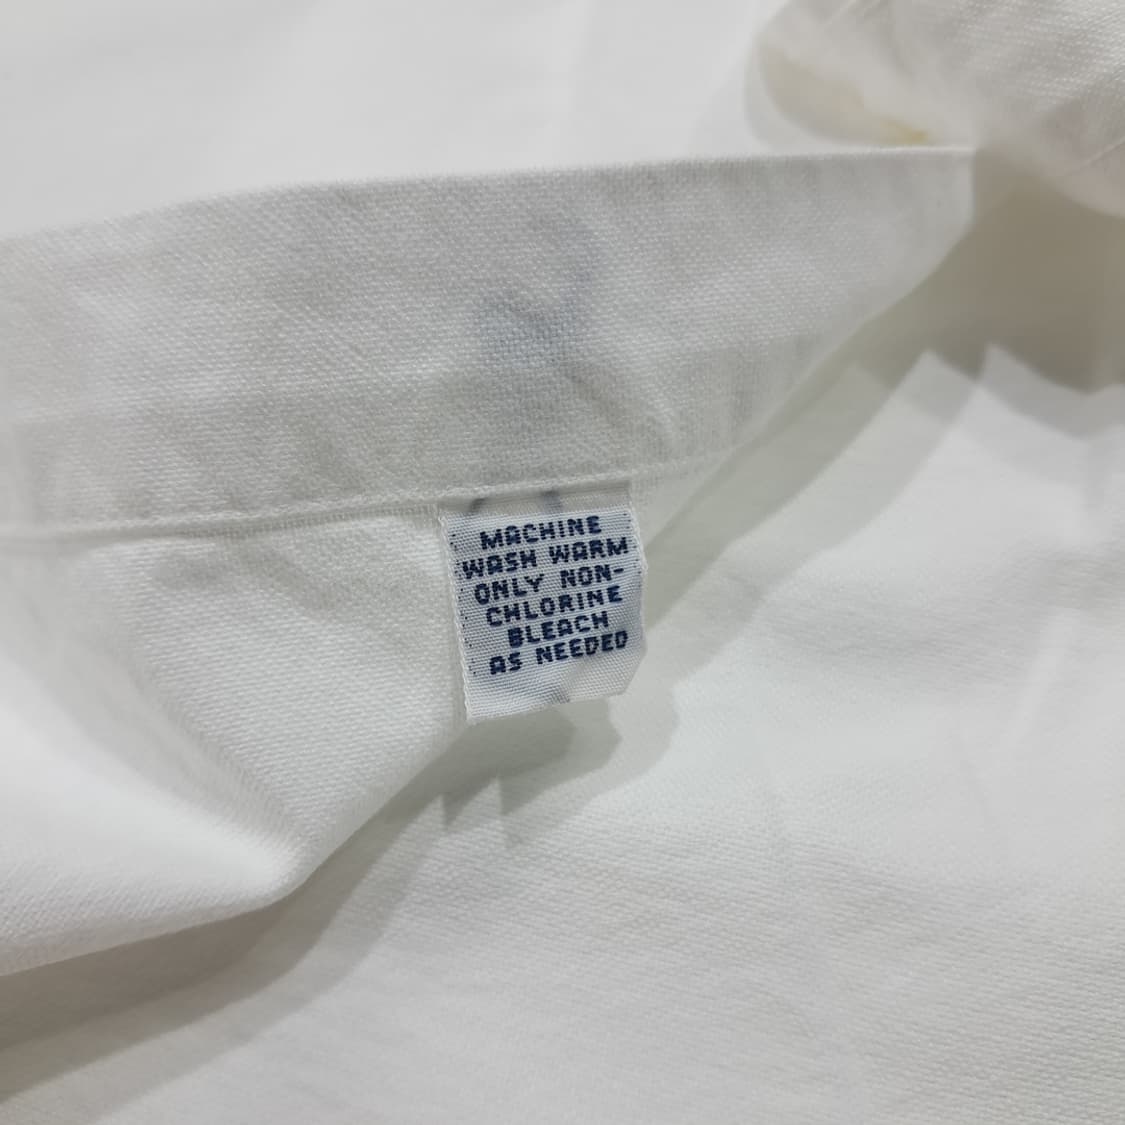 MACHINE
WASH WARM
ONLY NON-
CHLORINE
BLEACH
AS NEEDED